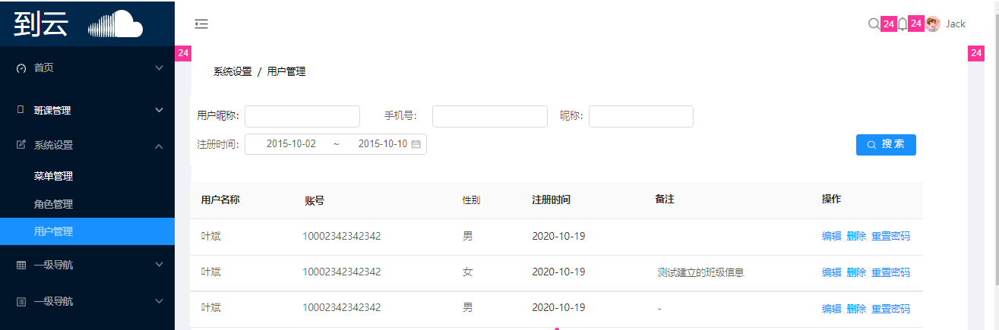 到云
24 24 Jack
24 24
首页
系统设置 / 用户管理
班课管理
用户昵称: 手机号: 昵称:
系统设置
注册时间: 2015-10-02 ~ 2015-10-10 搜 索
菜单管理
角色管理
用户管理
一级导航
一级导航
用户名称 账号 性别 注册时间 备注 操作
叶斌 10002342342342 男 2020-10-19 编辑 删除 重置密码
叶斌 10002342342342 女 2020-10-19 测试建立的班级信息 编辑 删除 重置密码
叶斌 10002342342342 男 2020-10-19 - 编辑 删除 重置密码